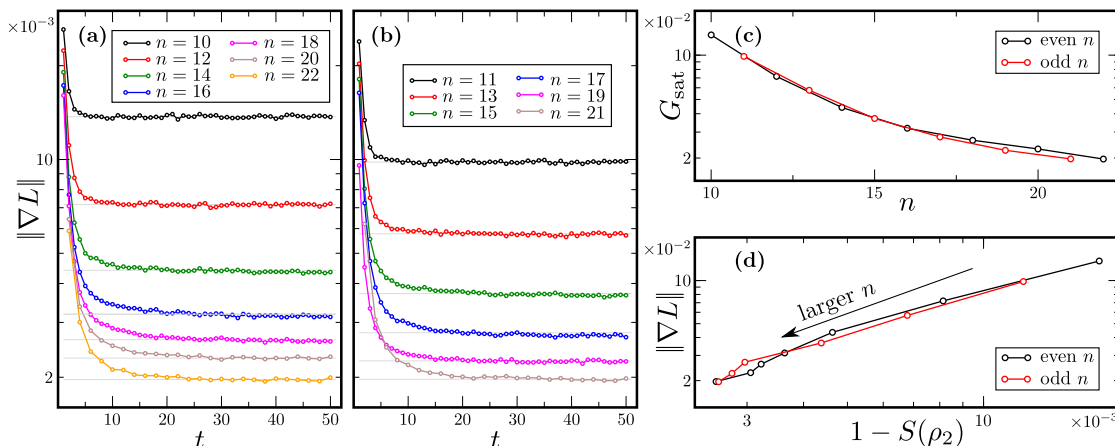 ×10⁻³
(a)
n = 10
n = 12
n = 14
n = 16
n = 18
n = 20
n = 22
10
2
‖∇L‖
10 20 30 40 50
t
(b)
n = 11
n = 13
n = 15
n = 17
n = 19
n = 21
10 20 30 40 50
t
×10⁻²
(c)
even n
odd n
10
2
G_sat
10 15 20
n
×10⁻²
(d)
larger n
even n
odd n
10
2
‖∇L‖
3 10
×10⁻³
1 − S(ρ₂)